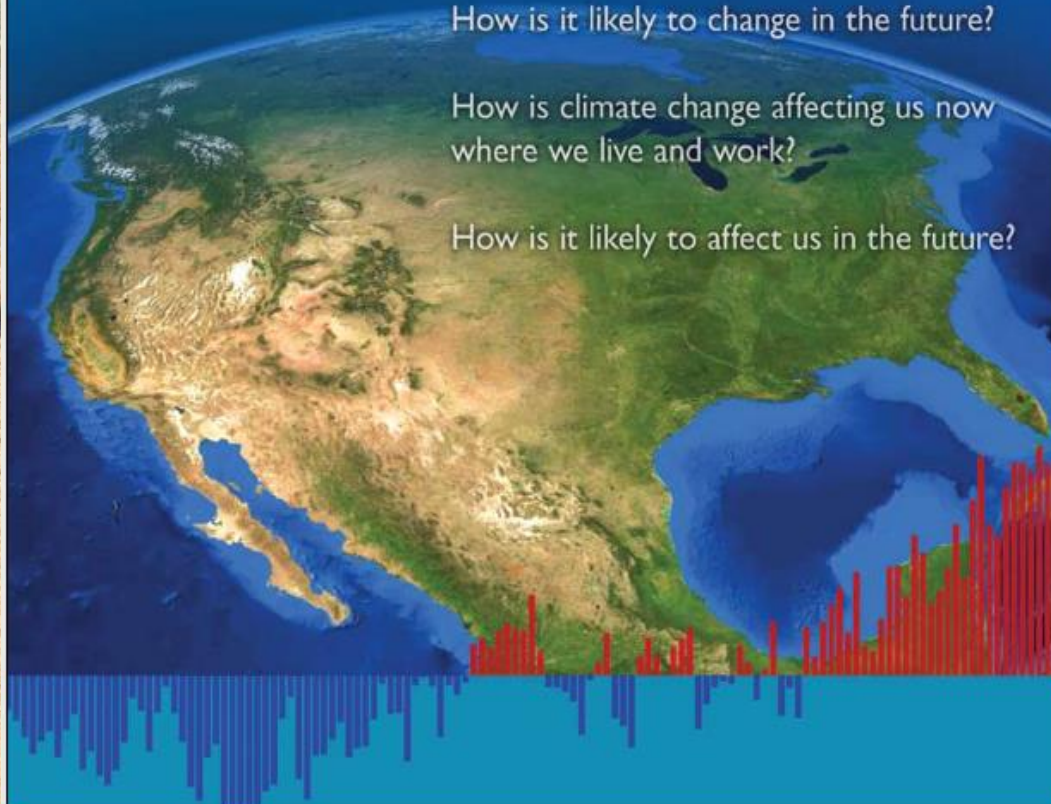 How is it likely to change in the future?
How is climate change affecting us now
where we live and work?
How is it likely to affect us in the future?